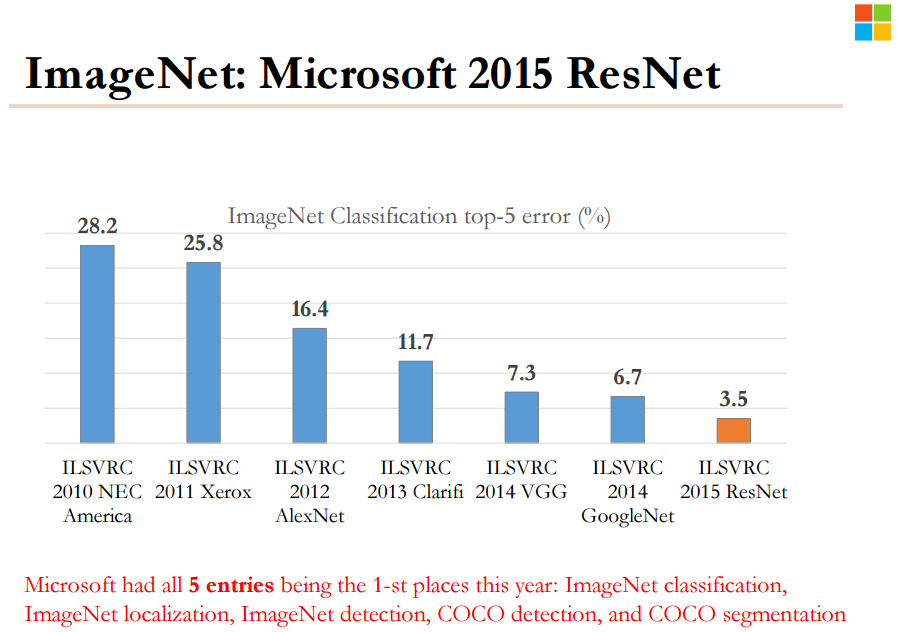 ImageNet: Microsoft 2015 ResNet
ImageNet Classification top-5 error (%)
28.2
25.8
16.4
11.7
7.3
6.7
3.5
ILSVRC
2010 NEC
America
ILSVRC
2011 Xerox
ILSVRC
2012
AlexNet
ILSVRC
2013 Clarifi
ILSVRC
2014 VGG
ILSVRC
2014
GoogleNet
ILSVRC
2015 ResNet
Microsoft had all 5 entries being the 1-st places this year: ImageNet classification,
ImageNet localization, ImageNet detection, COCO detection, and COCO segmentation